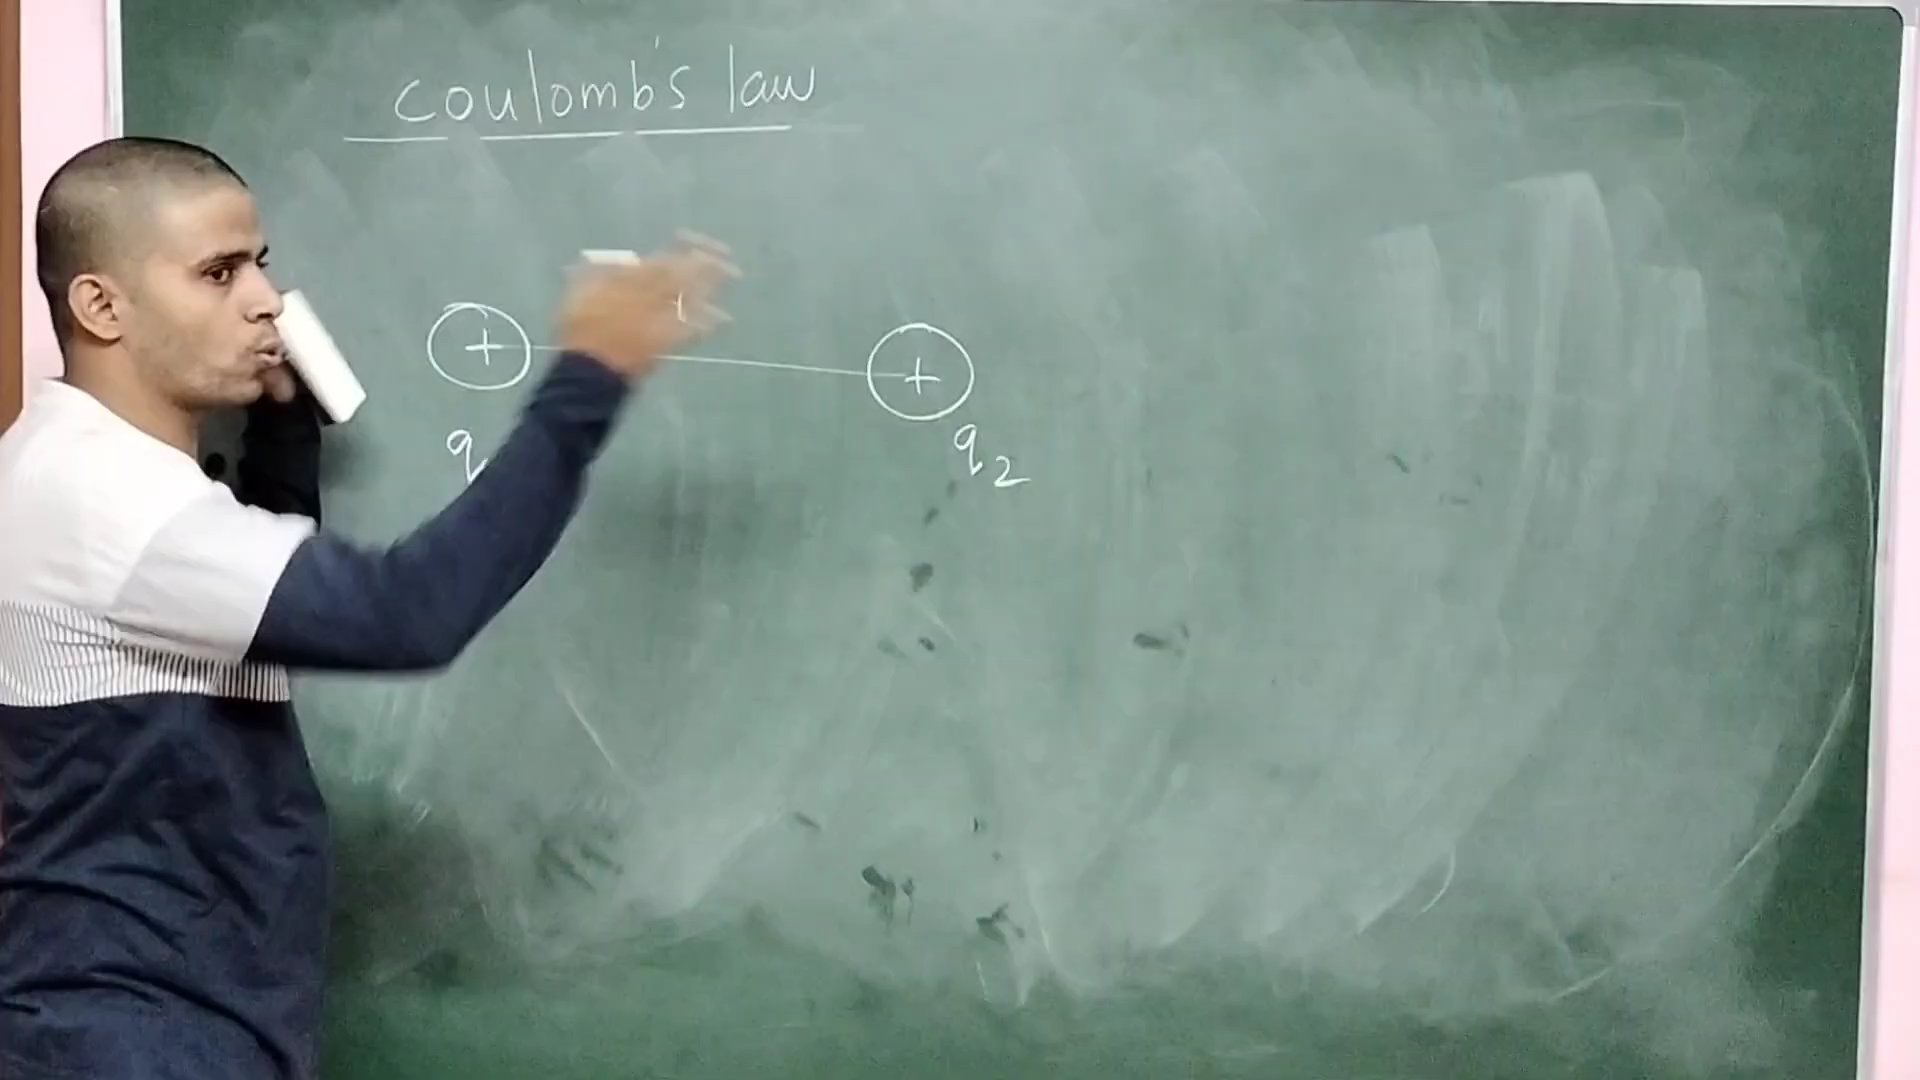 coulomb's law
+ +
q
q2